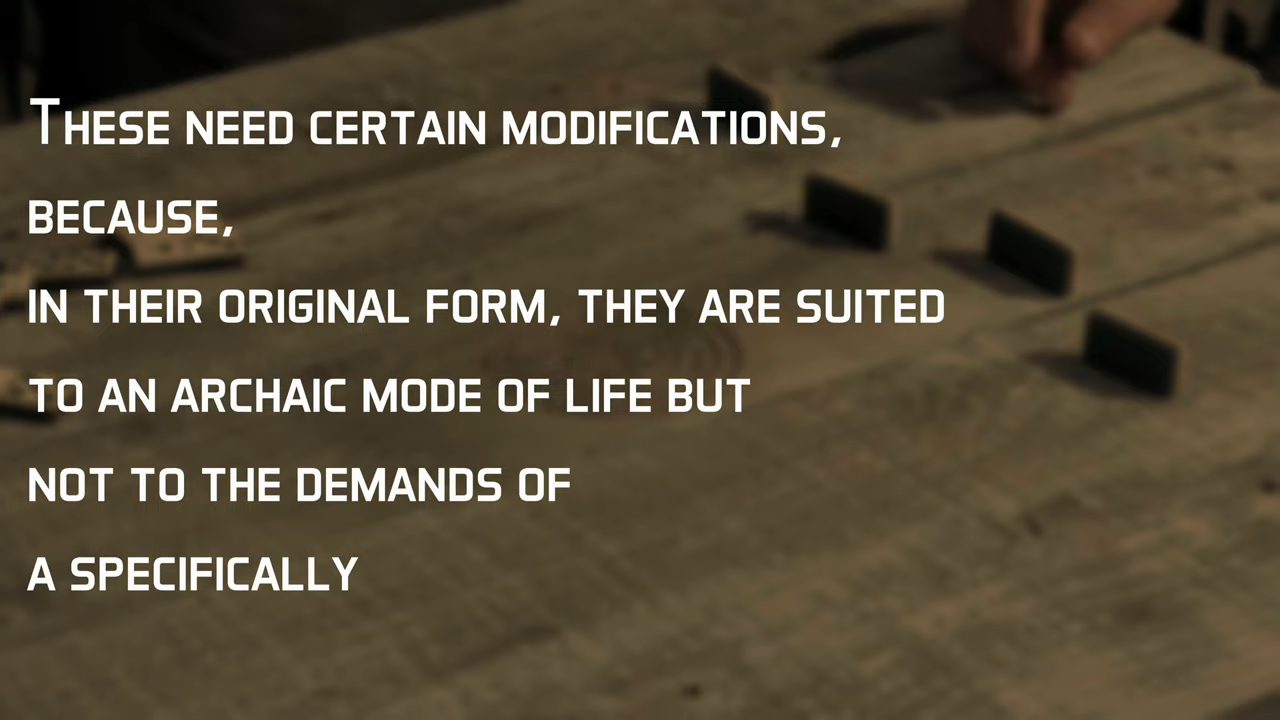 These need certain modifications,
because,
in their original form, they are suited
to an archaic mode of life but
not to the demands of
a specifically